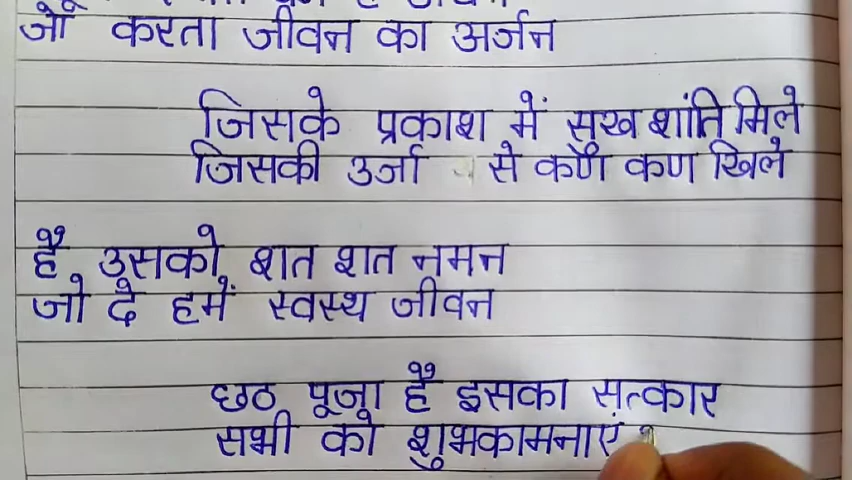 जो करता जीवन का अर्जन
जिसके प्रकाश में सुख शांति मिले
जिसकी उर्जा से कण कण खिले
है उसको शत शत नमन
जो दे हमें स्वस्थ जीवन
छठ पूजा है इसका सत्कार
सभी को शुभकामनाएं